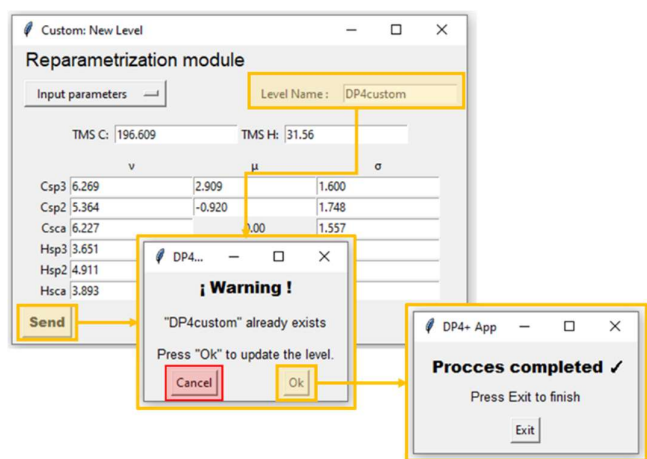 Custom: New Level
Reparametrization module
Input parameters
Level Name : DP4custom
TMS C: 196.609 TMS H: 31.56
ν μ σ
Csp3 6.269 2.909 1.600
Csp2 5.364 -0.920 1.748
Csca 6.227 0.00 1.557
Hsp3 3.651
Hsp2 4.911
Hsca 3.893
Send
DP4...
¡ Warning !
"DP4custom" already exists
Press "Ok" to update the level.
Cancel Ok
DP4+ App
Procces completed ✓
Press Exit to finish
Exit